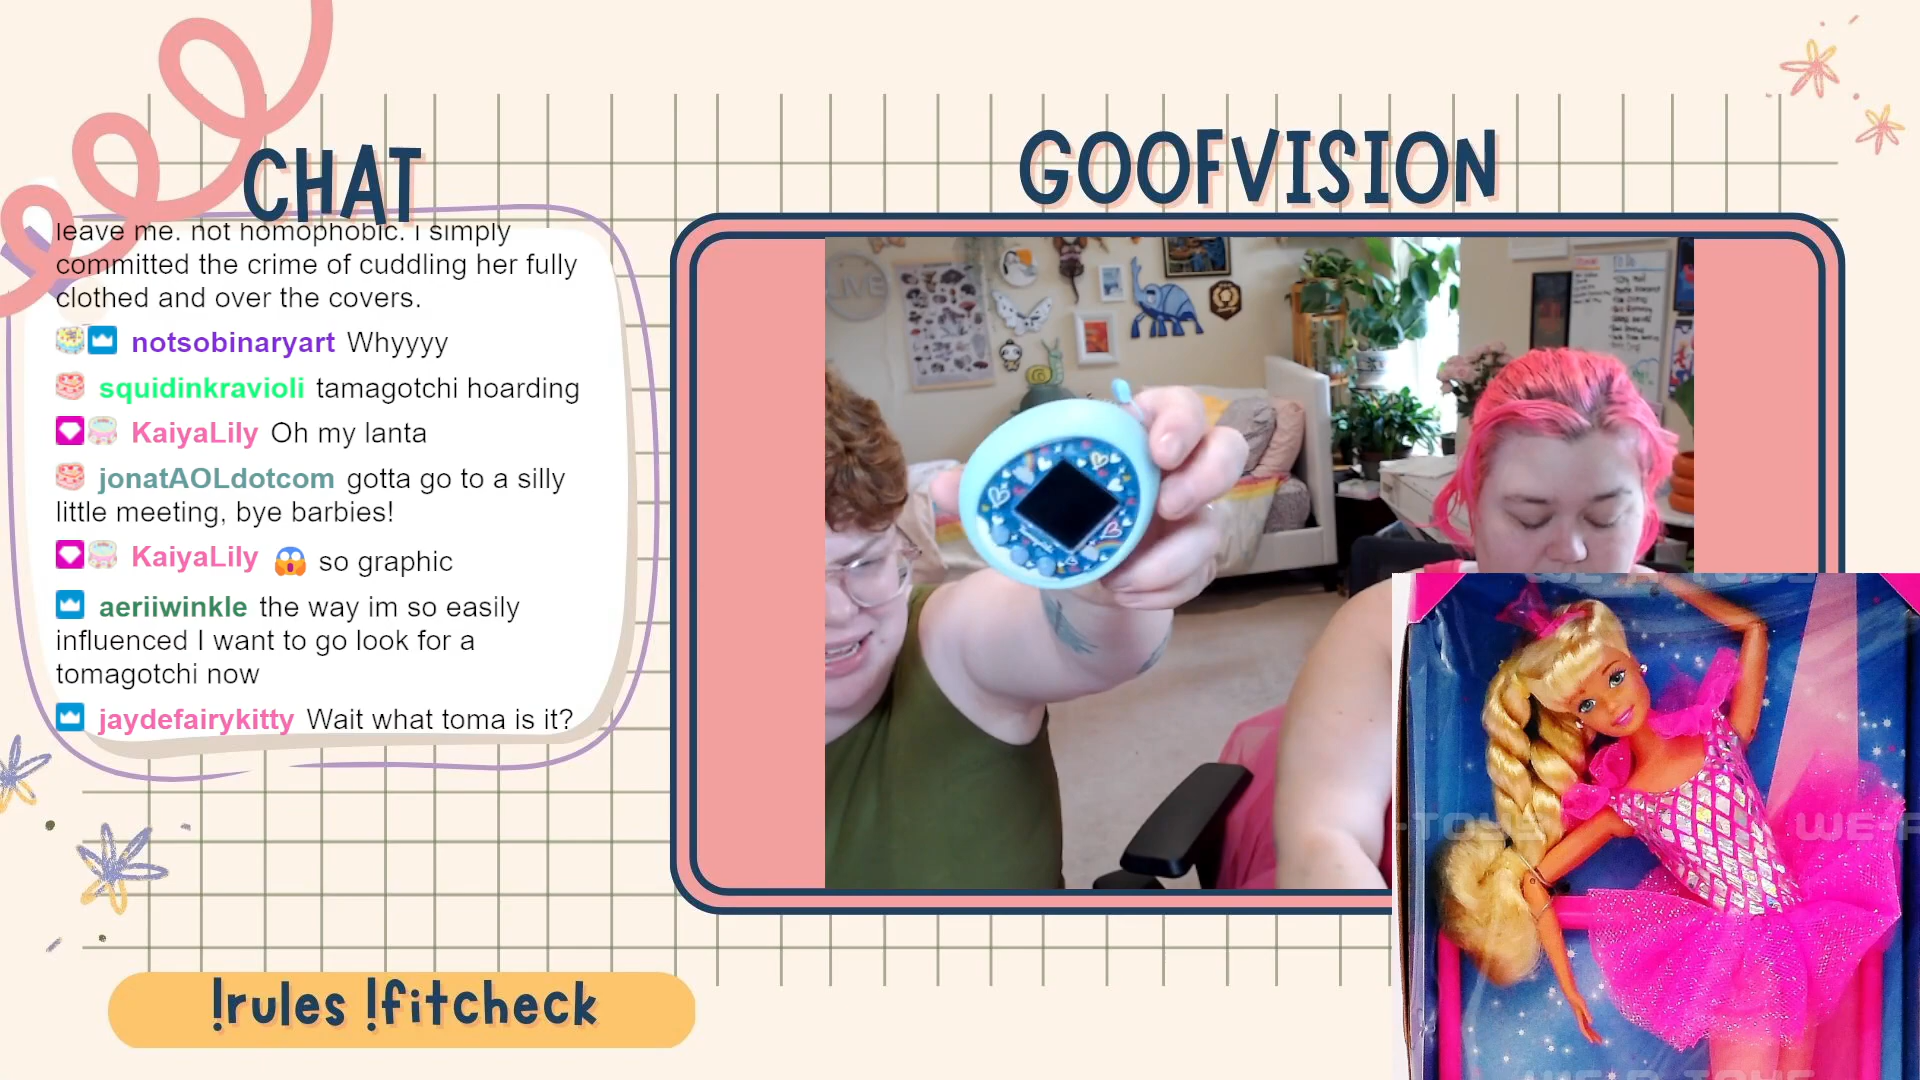 CHAT
GOOFVISION
leave me. not homophobic. i simply
committed the crime of cuddling her fully
clothed and over the covers.
notsobinaryart Whyyyy
squidinkravioli tamagotchi hoarding
KaiyaLily Oh my lanta
jonatAOLdotcom gotta go to a silly
little meeting, bye barbies!
KaiyaLily so graphic
aeriiwinkle the way im so easily
influenced I want to go look for a
tomagotchi now
jaydefairykitty Wait what toma is it?
!rules !fitcheck
LIVE